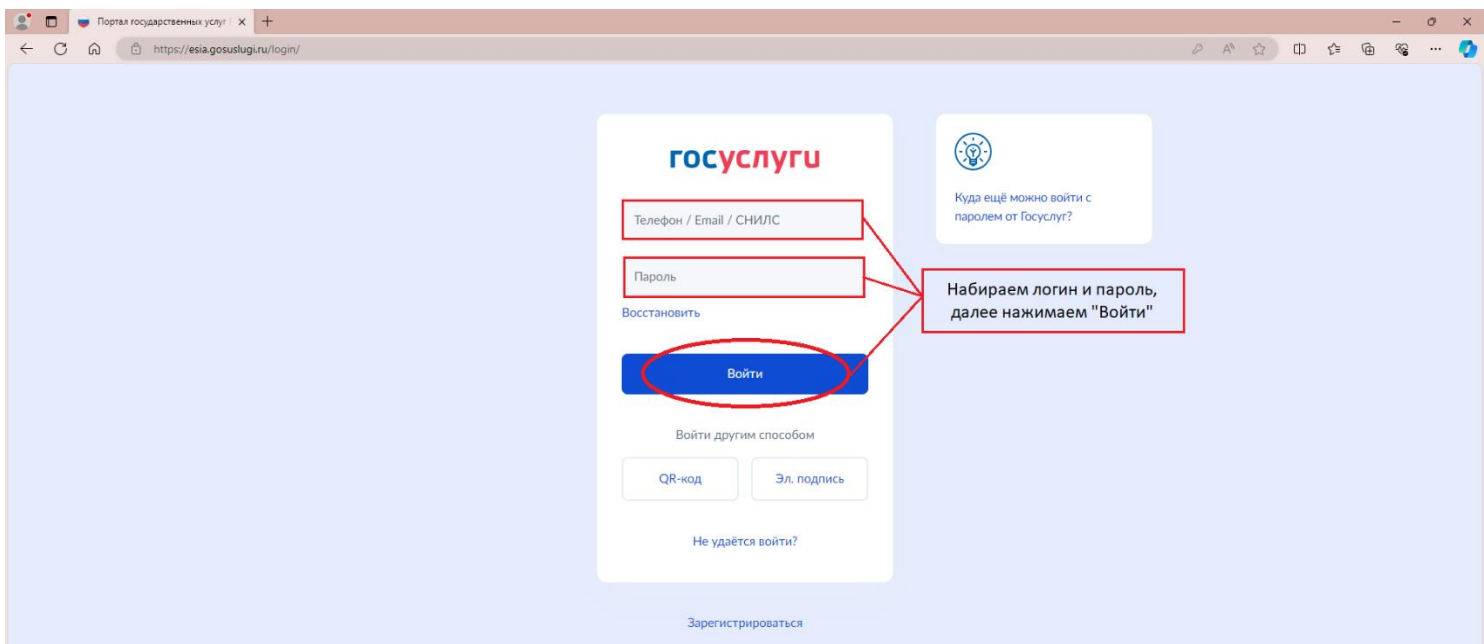 Портал государственных услуг
https://esia.gosuslugi.ru/login/
госуслуги
Телефон / Email / СНИЛС
Пароль
Восстановить
Войти
Войти другим способом
QR-код
Эл. подпись
Не удаётся войти?
Зарегистрироваться
Куда ещё можно войти с
паролем от Госуслуг?
Набираем логин и пароль,
далее нажимаем "Войти"